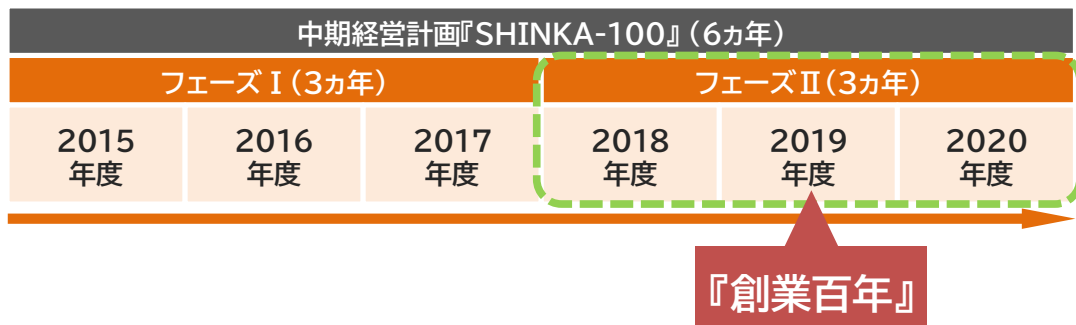 中期経営計画『SHINKA-100』(6ヵ年)
フェーズⅠ(3ヵ年)
フェーズⅡ(3ヵ年)
2015
年度
2016
年度
2017
年度
2018
年度
2019
年度
2020
年度
『創業百年』